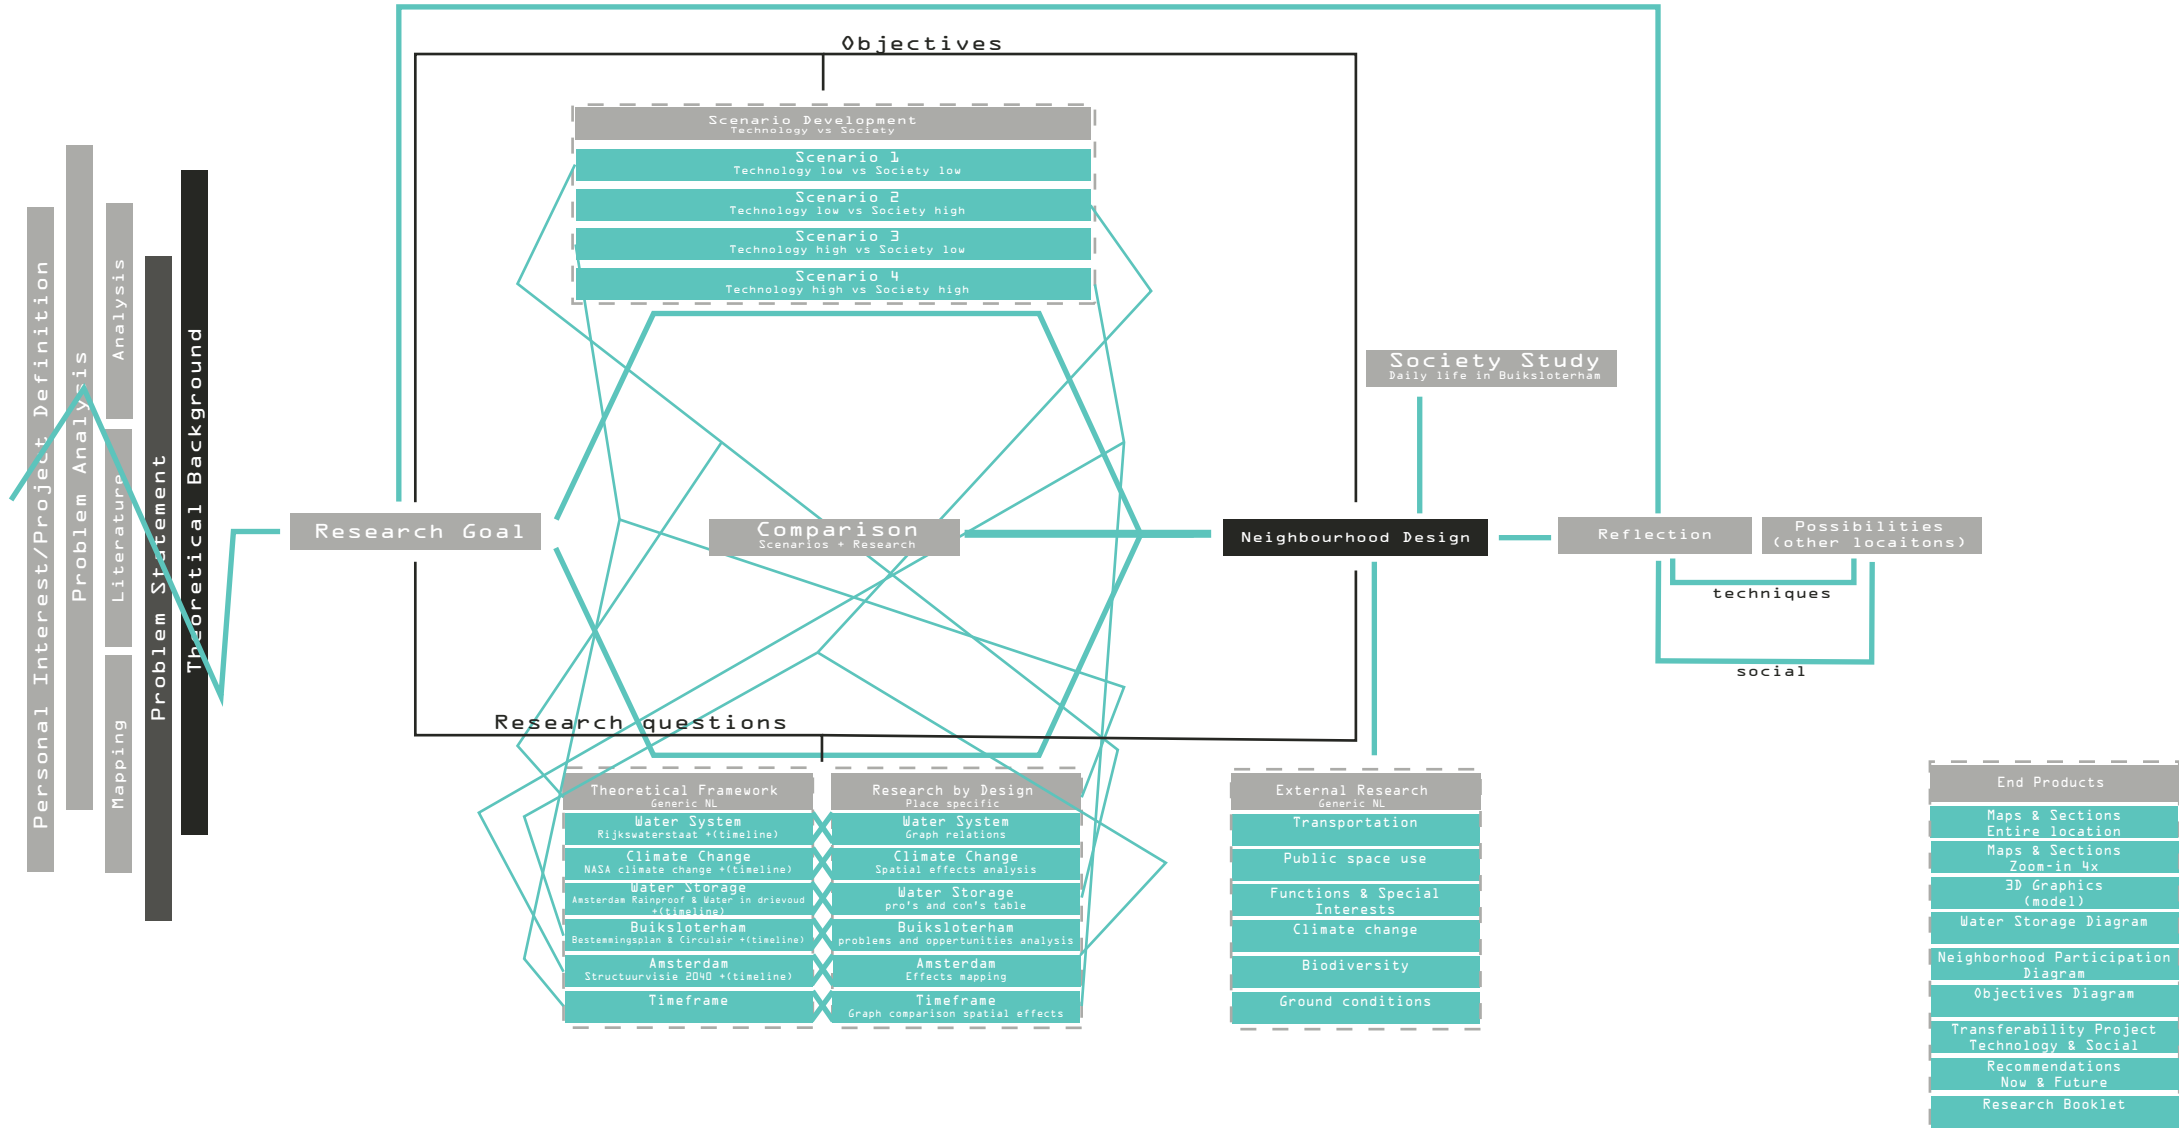 Personal Interest/Project Definition
Problem Analysis
Analysis
Literature
Mapping
Problem Statement
Theoretical Background
Research Goal
Objectives
Scenario Development
Technology vs Society
Scenario 1
Technology low vs Society low
Scenario 2
Technology low vs Society high
Scenario 3
Technology high vs Society low
Scenario 4
Technology high vs Society high
Comparison
Scenarios + Research
Research questions
Theoretical Framework
Generic NL
Water System
Rijkswaterstaat +(timeline)
Climate Change
NASA climate change +(timeline)
Water Storage
Amsterdam Rainproof & Water in drievoud
+(timeline)
Buiksloterham
Bestemmingsplan & Circulair +(timeline)
Amsterdam
Structuurvisie 2040 +(timeline)
Timeframe
Research by Design
Place specific
Water System
Graph relations
Climate Change
Spatial effects analysis
Water Storage
pro's and con's table
Buiksloterham
problems and oppertunities analysis
Amsterdam
Effects mapping
Timeframe
Graph comparison spatial effects
Society Study
Daily life in Buiksloterham
Neighbourhood Design
External Research
Generic NL
Transportation
Public space use
Functions & Special
Interests
Climate change
Biodiversity
Ground conditions
Reflection
Possibilities
(other locaitons)
techniques
social
End Products
Maps & Sections
Entire location
Maps & Sections
Zoom-in 4x
3D Graphics
(model)
Water Storage Diagram
Neighborhood Participation
Diagram
Objectives Diagram
Transferability Project
Technology & Social
Recommendations
Now & Future
Research Booklet